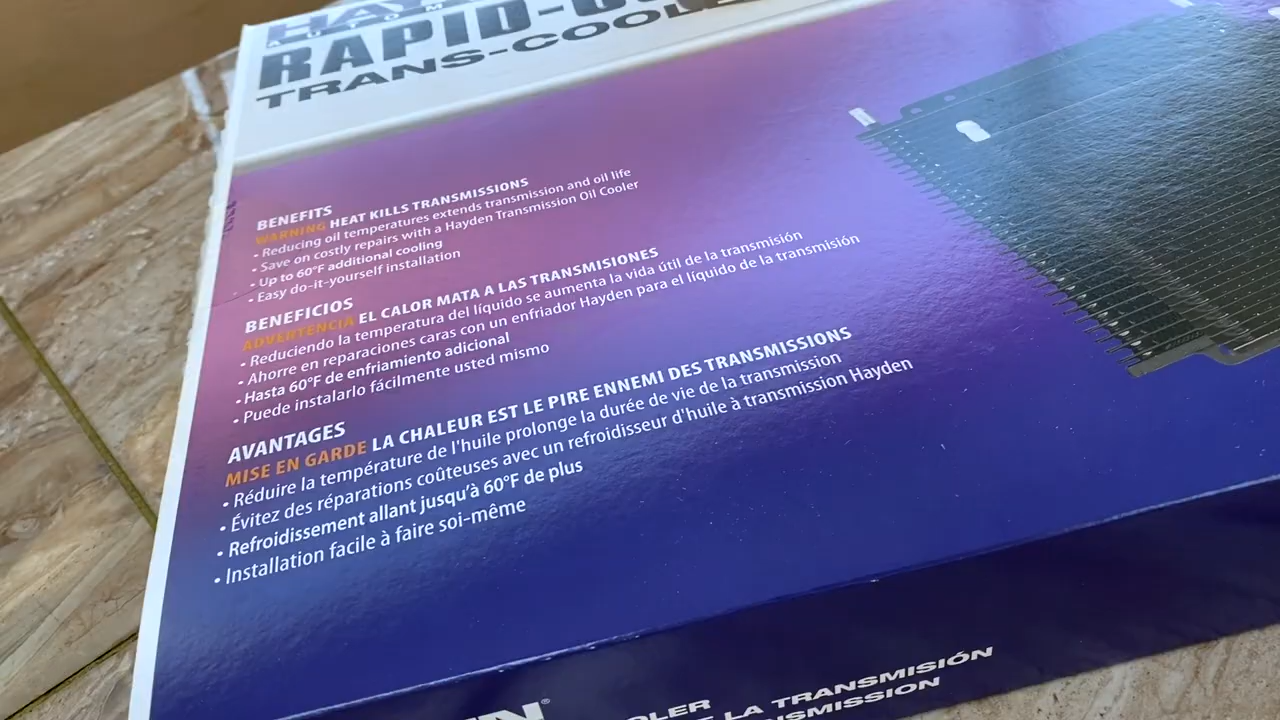 RAPID-
TRANS-COOL
BENEFITS
WARNING HEAT KILLS TRANSMISSIONS
• Reducing oil temperatures extends transmission and oil life
• Save on costly repairs with a Hayden Transmission Oil Cooler
• Up to 60°F additional cooling
• Easy do-it-yourself installation
BENEFICIOS
ADVERTENCIA EL CALOR MATA A LAS TRANSMISIONES
• Reduciendo la temperatura del líquido se aumenta la vida útil de la transmisión
• Ahorre en reparaciones caras con un enfriador Hayden para el líquido de la transmisión
• Hasta 60°F de enfriamiento adicional
• Puede instalarlo fácilmente usted mismo
AVANTAGES
MISE EN GARDE LA CHALEUR EST LE PIRE ENNEMI DES TRANSMISSIONS
• Réduire la température de l'huile prolonge la durée de vie de la transmission
• Évitez des réparations coûteuses avec un refroidisseur d'huile à transmission Hayden
• Refroidissement allant jusqu'à 60°F de plus
• Installation facile à faire soi-même
OLER
LA TRANSMISIÓN
NSMISSION